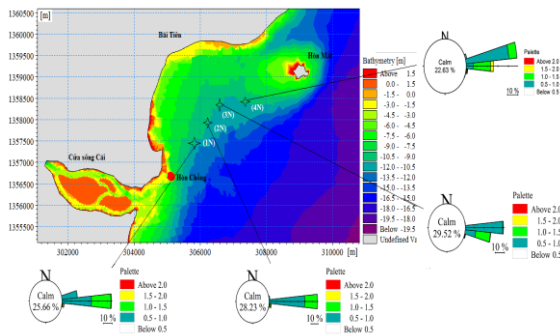 [m]
1360000
1359500
1359000
1358500
1358000
1357500
1357000
1356500
1356000
1355500
302000
304000
306000
308000
310000
[m]
Bãi Tiên
Hòn Một
(4N)
(3N)
(2N)
(1N)
Cửa sông Cái
Hòn Chồng
Bathymetry [m]
Above 1.5
0.0 - 1.5
-1.5 - 0.0
-3.0 - -1.5
-4.5 - -3.0
-6.0 - -4.5
-7.5 - -6.0
-9.0 - -7.5
-10.5 - -9.0
-12.0 - -10.5
-13.5 - -12.0
-15.0 - -13.5
-16.5 - -15.0
-18.0 - -16.5
-19.5 - -18.0
Below -19.5
Undefined Va
N
Calm
22.63 %
10 %
Palette
Above 2.0
1.5 - 2.0
1.0 - 1.5
0.5 - 1.0
Below 0.5
N
Calm
29.52 %
10 %
Palette
Above 2.0
1.5 - 2.0
1.0 - 1.5
0.5 - 1.0
Below 0.5
N
Calm
25.66 %
10 %
Palette
Above 2.0
1.5 - 2.0
1.0 - 1.5
0.5 - 1.0
Below 0.5
N
Calm
28.23 %
10 %
Palette
Above 2.0
1.5 - 2.0
1.0 - 1.5
0.5 - 1.0
Below 0.5